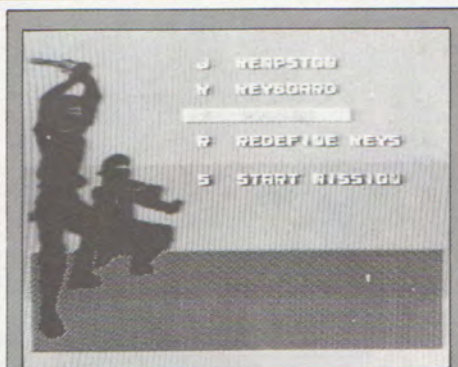 J KEMPSTON
K KEYBOARD
R REDEFINE KEYS
S START MISSION